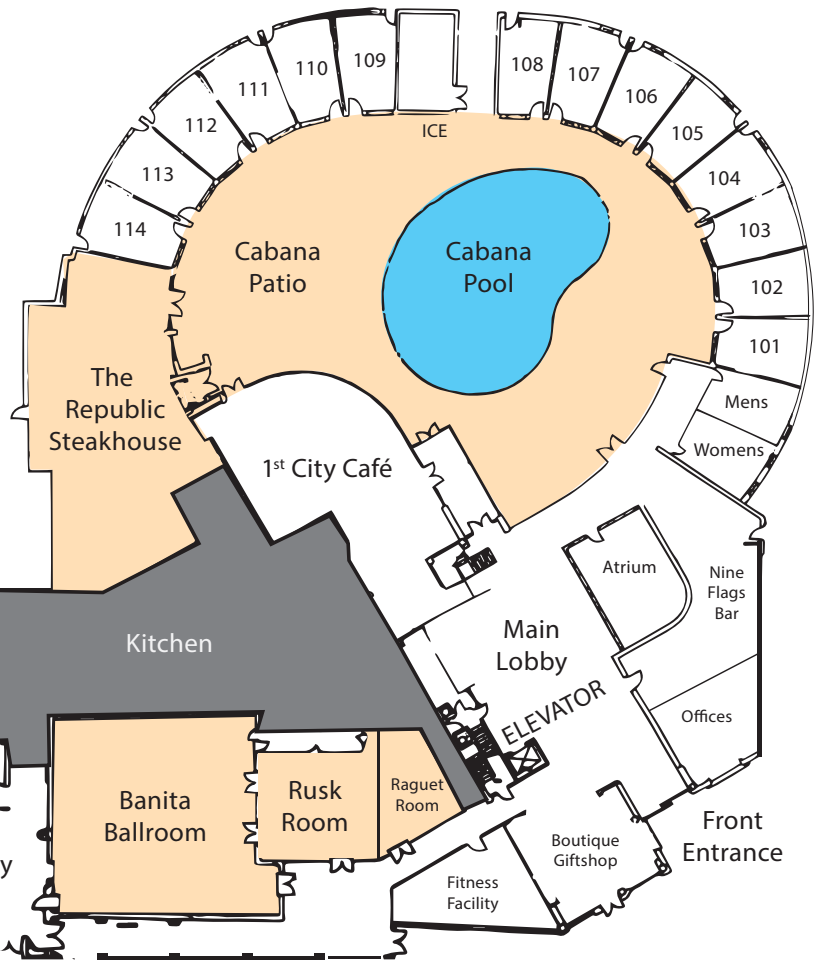 109
110
111
112
113
114
108
107
106
105
104
103
102
101
ICE
Cabana
Patio
Cabana
Pool
The
Republic
Steakhouse
1st City Café
Mens
Womens
Atrium
Nine
Flags
Bar
Kitchen
Main
Lobby
ELEVATOR
Offices
Banita
Ballroom
Rusk
Room
Raguet
Room
Boutique
Giftshop
Front
Entrance
Fitness
Facility
y